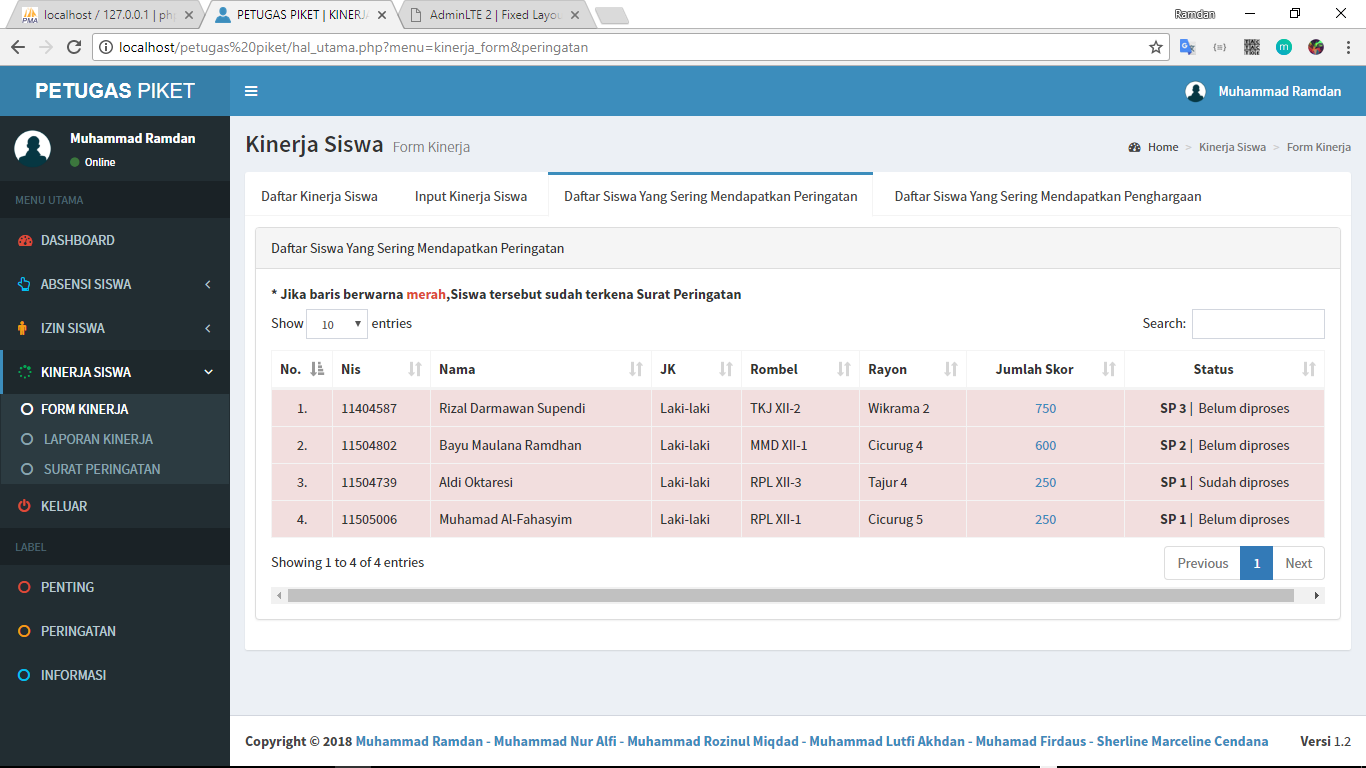 localhost / 127.0.0.1 | ph
PETUGAS PIKET | KINERJ
AdminLTE 2 | Fixed Layou
Ramdan
localhost/petugas%20piket/hal_utama.php?menu=kinerja_form&peringatan
PETUGAS PIKET
Muhammad Ramdan
Muhammad Ramdan
Online
Kinerja Siswa Form Kinerja
Home > Kinerja Siswa > Form Kinerja
MENU UTAMA
DASHBOARD
ABSENSI SISWA
IZIN SISWA
KINERJA SISWA
FORM KINERJA
LAPORAN KINERJA
SURAT PERINGATAN
KELUAR
LABEL
PENTING
PERINGATAN
INFORMASI
Daftar Kinerja Siswa Input Kinerja Siswa Daftar Siswa Yang Sering Mendapatkan Peringatan Daftar Siswa Yang Sering Mendapatkan Penghargaan
Daftar Siswa Yang Sering Mendapatkan Peringatan
* Jika baris berwarna merah,Siswa tersebut sudah terkena Surat Peringatan
Show 10 entries
Search:
No. Nis Nama JK Rombel Rayon Jumlah Skor Status
1. 11404587 Rizal Darmawan Supendi Laki-laki TKJ XII-2 Wikrama 2 750 SP 3 | Belum diproses
2. 11504802 Bayu Maulana Ramdhan Laki-laki MMD XII-1 Cicurug 4 600 SP 2 | Belum diproses
3. 11504739 Aldi Oktaresi Laki-laki RPL XII-3 Tajur 4 250 SP 1 | Sudah diproses
4. 11505006 Muhamad Al-Fahasyim Laki-laki RPL XII-1 Cicurug 5 250 SP 1 | Belum diproses
Showing 1 to 4 of 4 entries
Previous 1 Next
Copyright © 2018 Muhammad Ramdan - Muhammad Nur Alfi - Muhammad Rozinul Miqdad - Muhammad Lutfi Akhdan - Muhamad Firdaus - Sherline Marceline Cendana
Versi 1.2